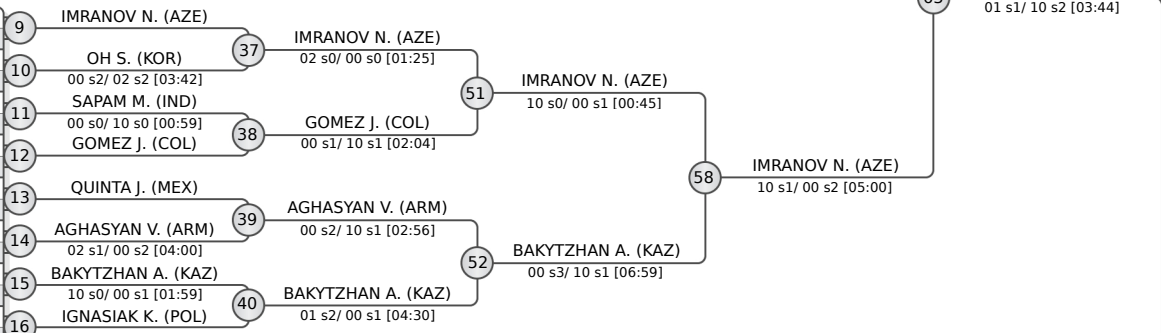 IMRANOV N. (AZE)
9
OH S. (KOR)
10
00 s2/ 02 s2 [03:42]
37
IMRANOV N. (AZE)
02 s0/ 00 s0 [01:25]
SAPAM M. (IND)
11
00 s0/ 10 s0 [00:59]
GOMEZ J. (COL)
12
38
GOMEZ J. (COL)
00 s1/ 10 s1 [02:04]
51
IMRANOV N. (AZE)
10 s0/ 00 s1 [00:45]
QUINTA J. (MEX)
13
AGHASYAN V. (ARM)
14
02 s1/ 00 s2 [04:00]
39
AGHASYAN V. (ARM)
00 s2/ 10 s1 [02:56]
BAKYTZHAN A. (KAZ)
15
10 s0/ 00 s1 [01:59]
IGNASIAK K. (POL)
16
40
BAKYTZHAN A. (KAZ)
01 s2/ 00 s1 [04:30]
52
BAKYTZHAN A. (KAZ)
00 s3/ 10 s1 [06:59]
58
IMRANOV N. (AZE)
10 s1/ 00 s2 [05:00]
01 s1/ 10 s2 [03:44]